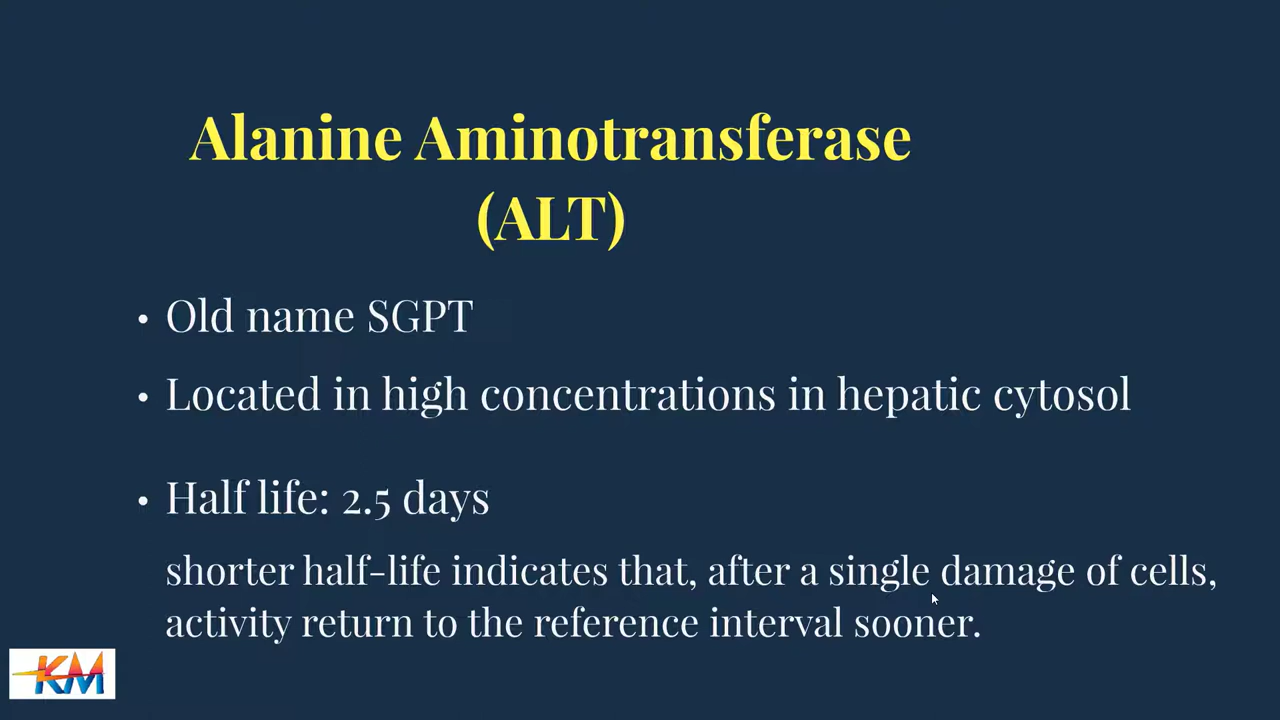 Alanine Aminotransferase
(ALT)
• Old name SGPT
• Located in high concentrations in hepatic cytosol
• Half life: 2.5 days
shorter half-life indicates that, after a single damage of cells,
activity return to the reference interval sooner.
KM